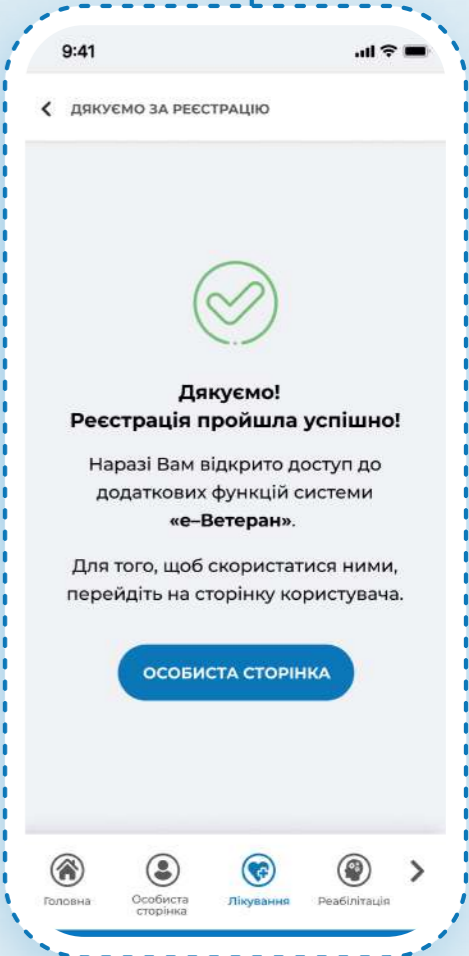 9:41
ДЯКУЄМО ЗА РЕЄСТРАЦІЮ
Дякуємо!
Реєстрація пройшла успішно!
Наразі Вам відкрито доступ до
додаткових функцій системи
«е–Ветеран».
Для того, щоб скористатися ними,
перейдіть на сторінку користувача.
ОСОБИСТА СТОРІНКА
Головна
Особиста
сторінка
Лікування
Реабілітація